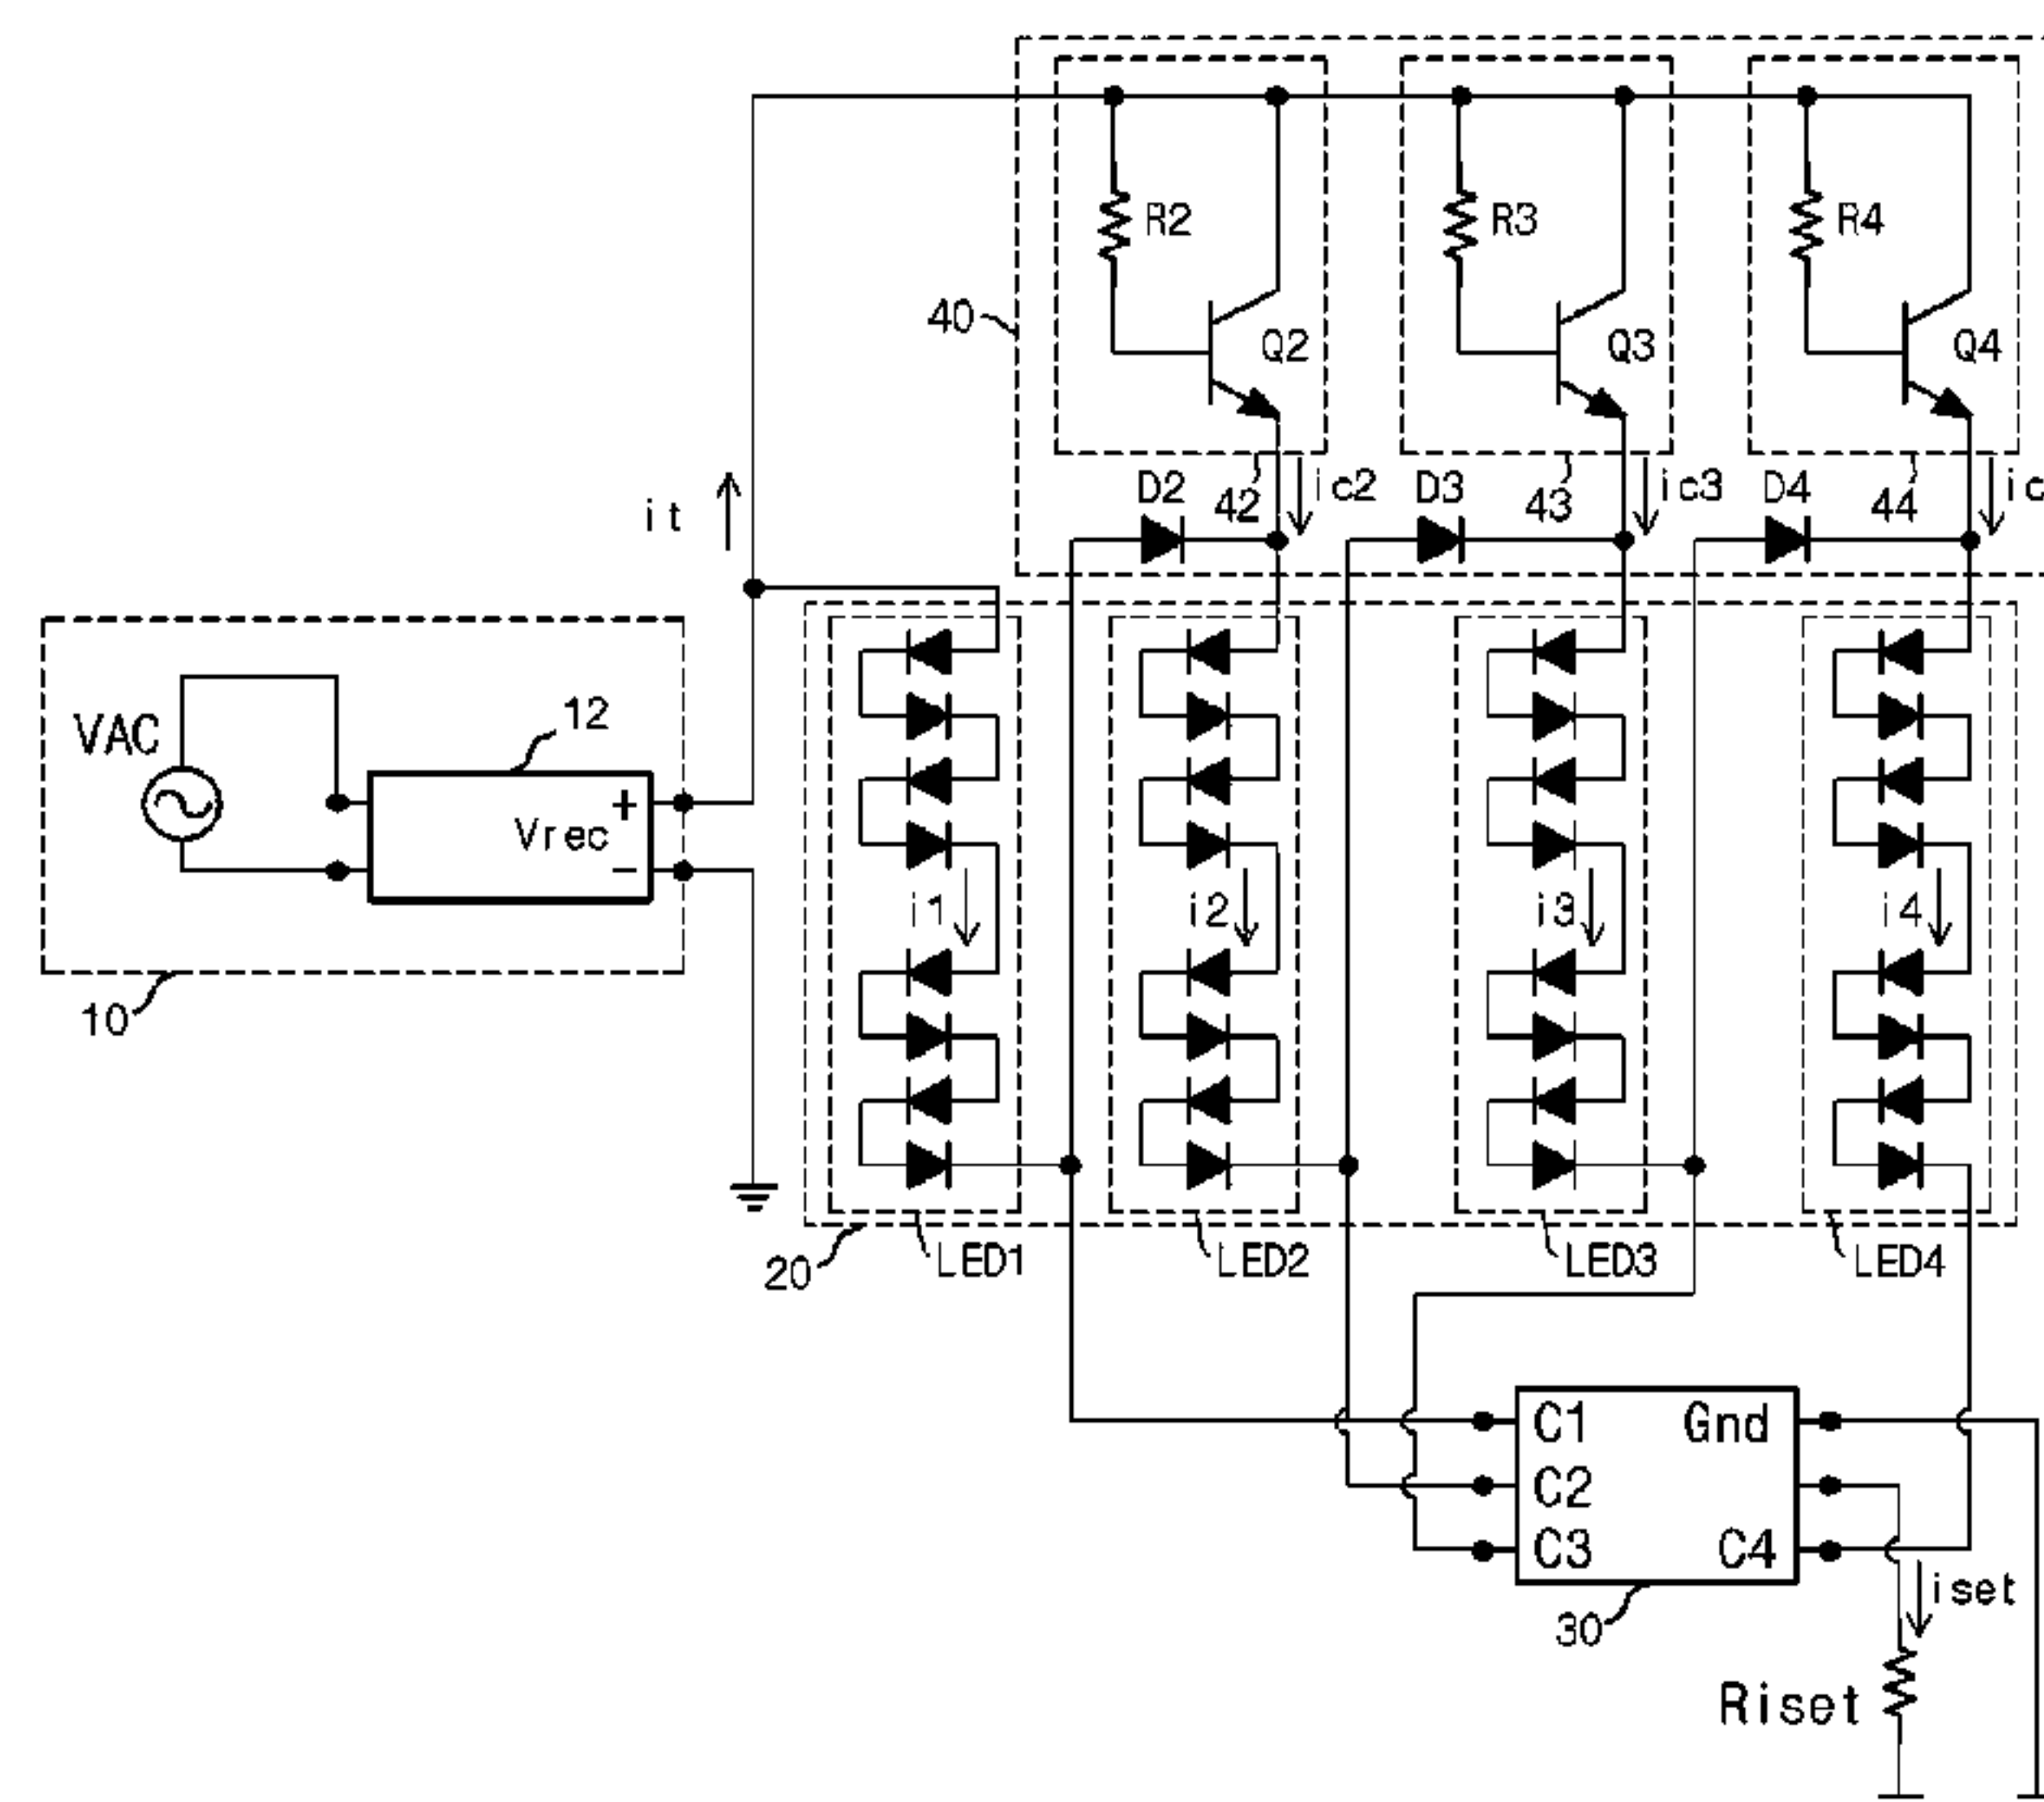 R2
R3
R4
40
Q2
Q3
Q4
it
D2
42
ic2
D3
43
ic3
D4
44
ic
VAC
12
Vrec
+
−
i1
i2
i3
i4
10
20
LED1
LED2
LED3
LED4
C1
Gnd
C2
C3
C4
30
iset
Riset